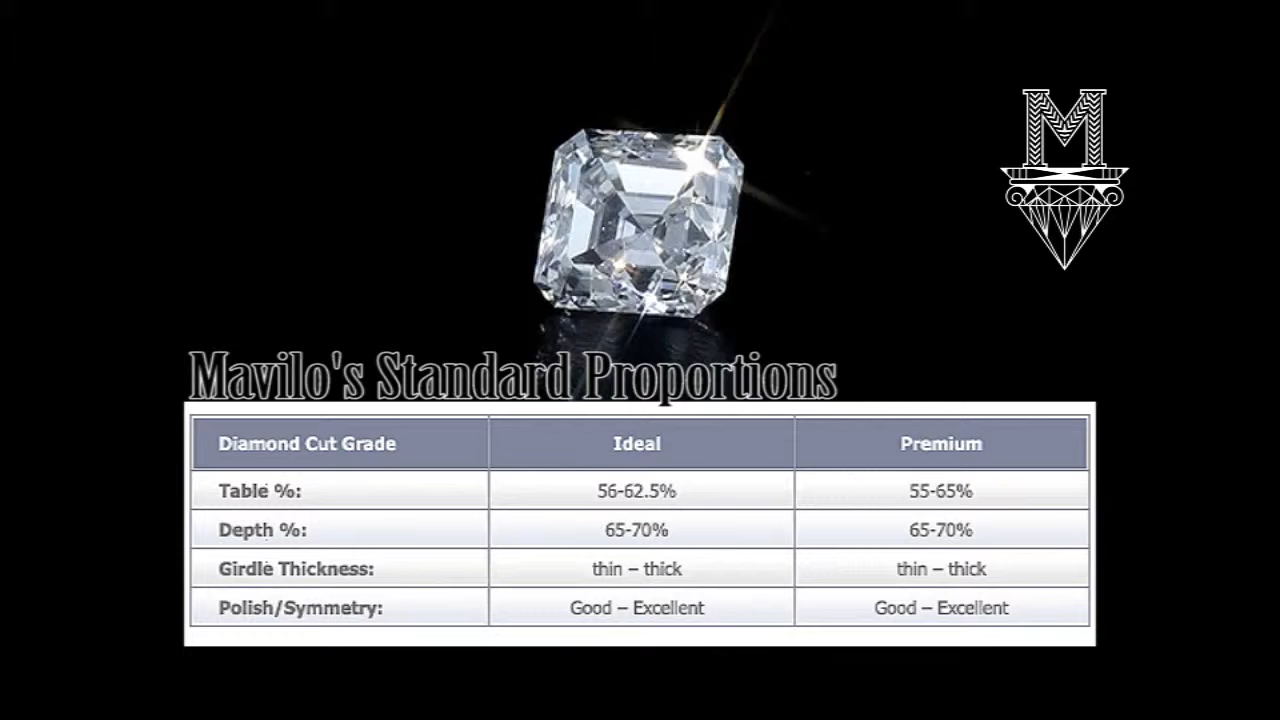 M
Mavilo's Standard Proportions
Diamond Cut Grade Ideal Premium
Table %: 56-62.5% 55-65%
Depth %: 65-70% 65-70%
Girdle Thickness: thin – thick thin – thick
Polish/Symmetry: Good – Excellent Good – Excellent